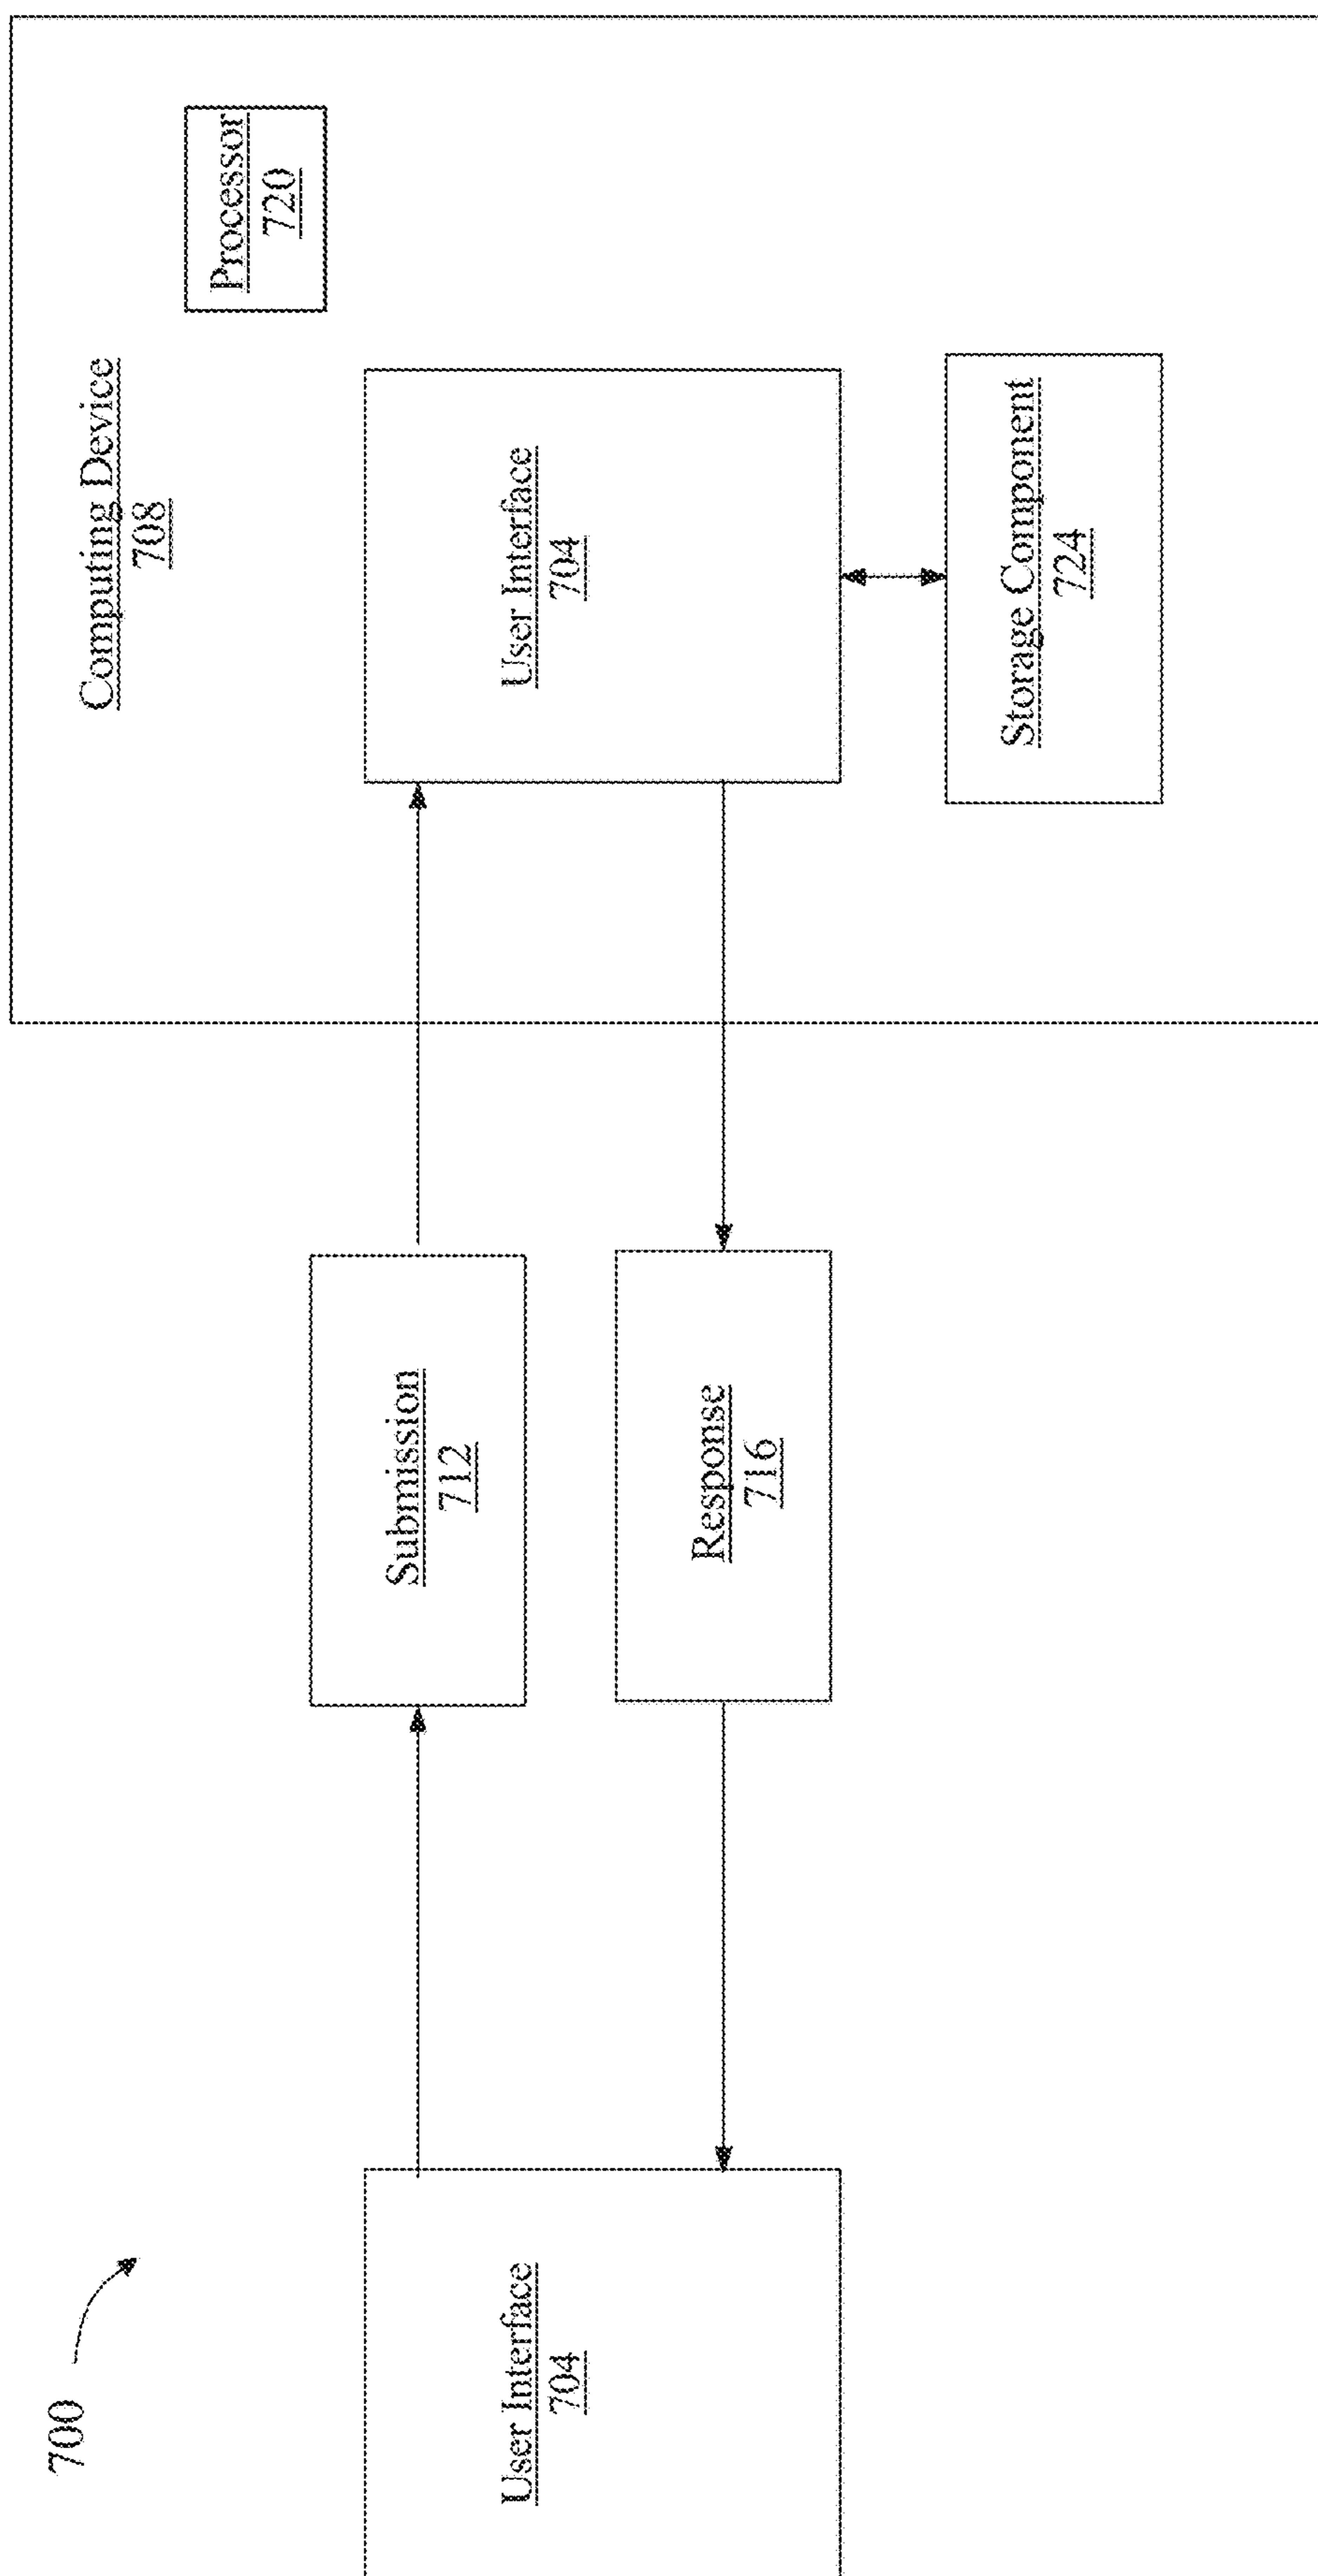 700
Computing Device
708
Processor
720
User Interface
704
Submission
712
User Interface
704
Response
716
Storage Component
724